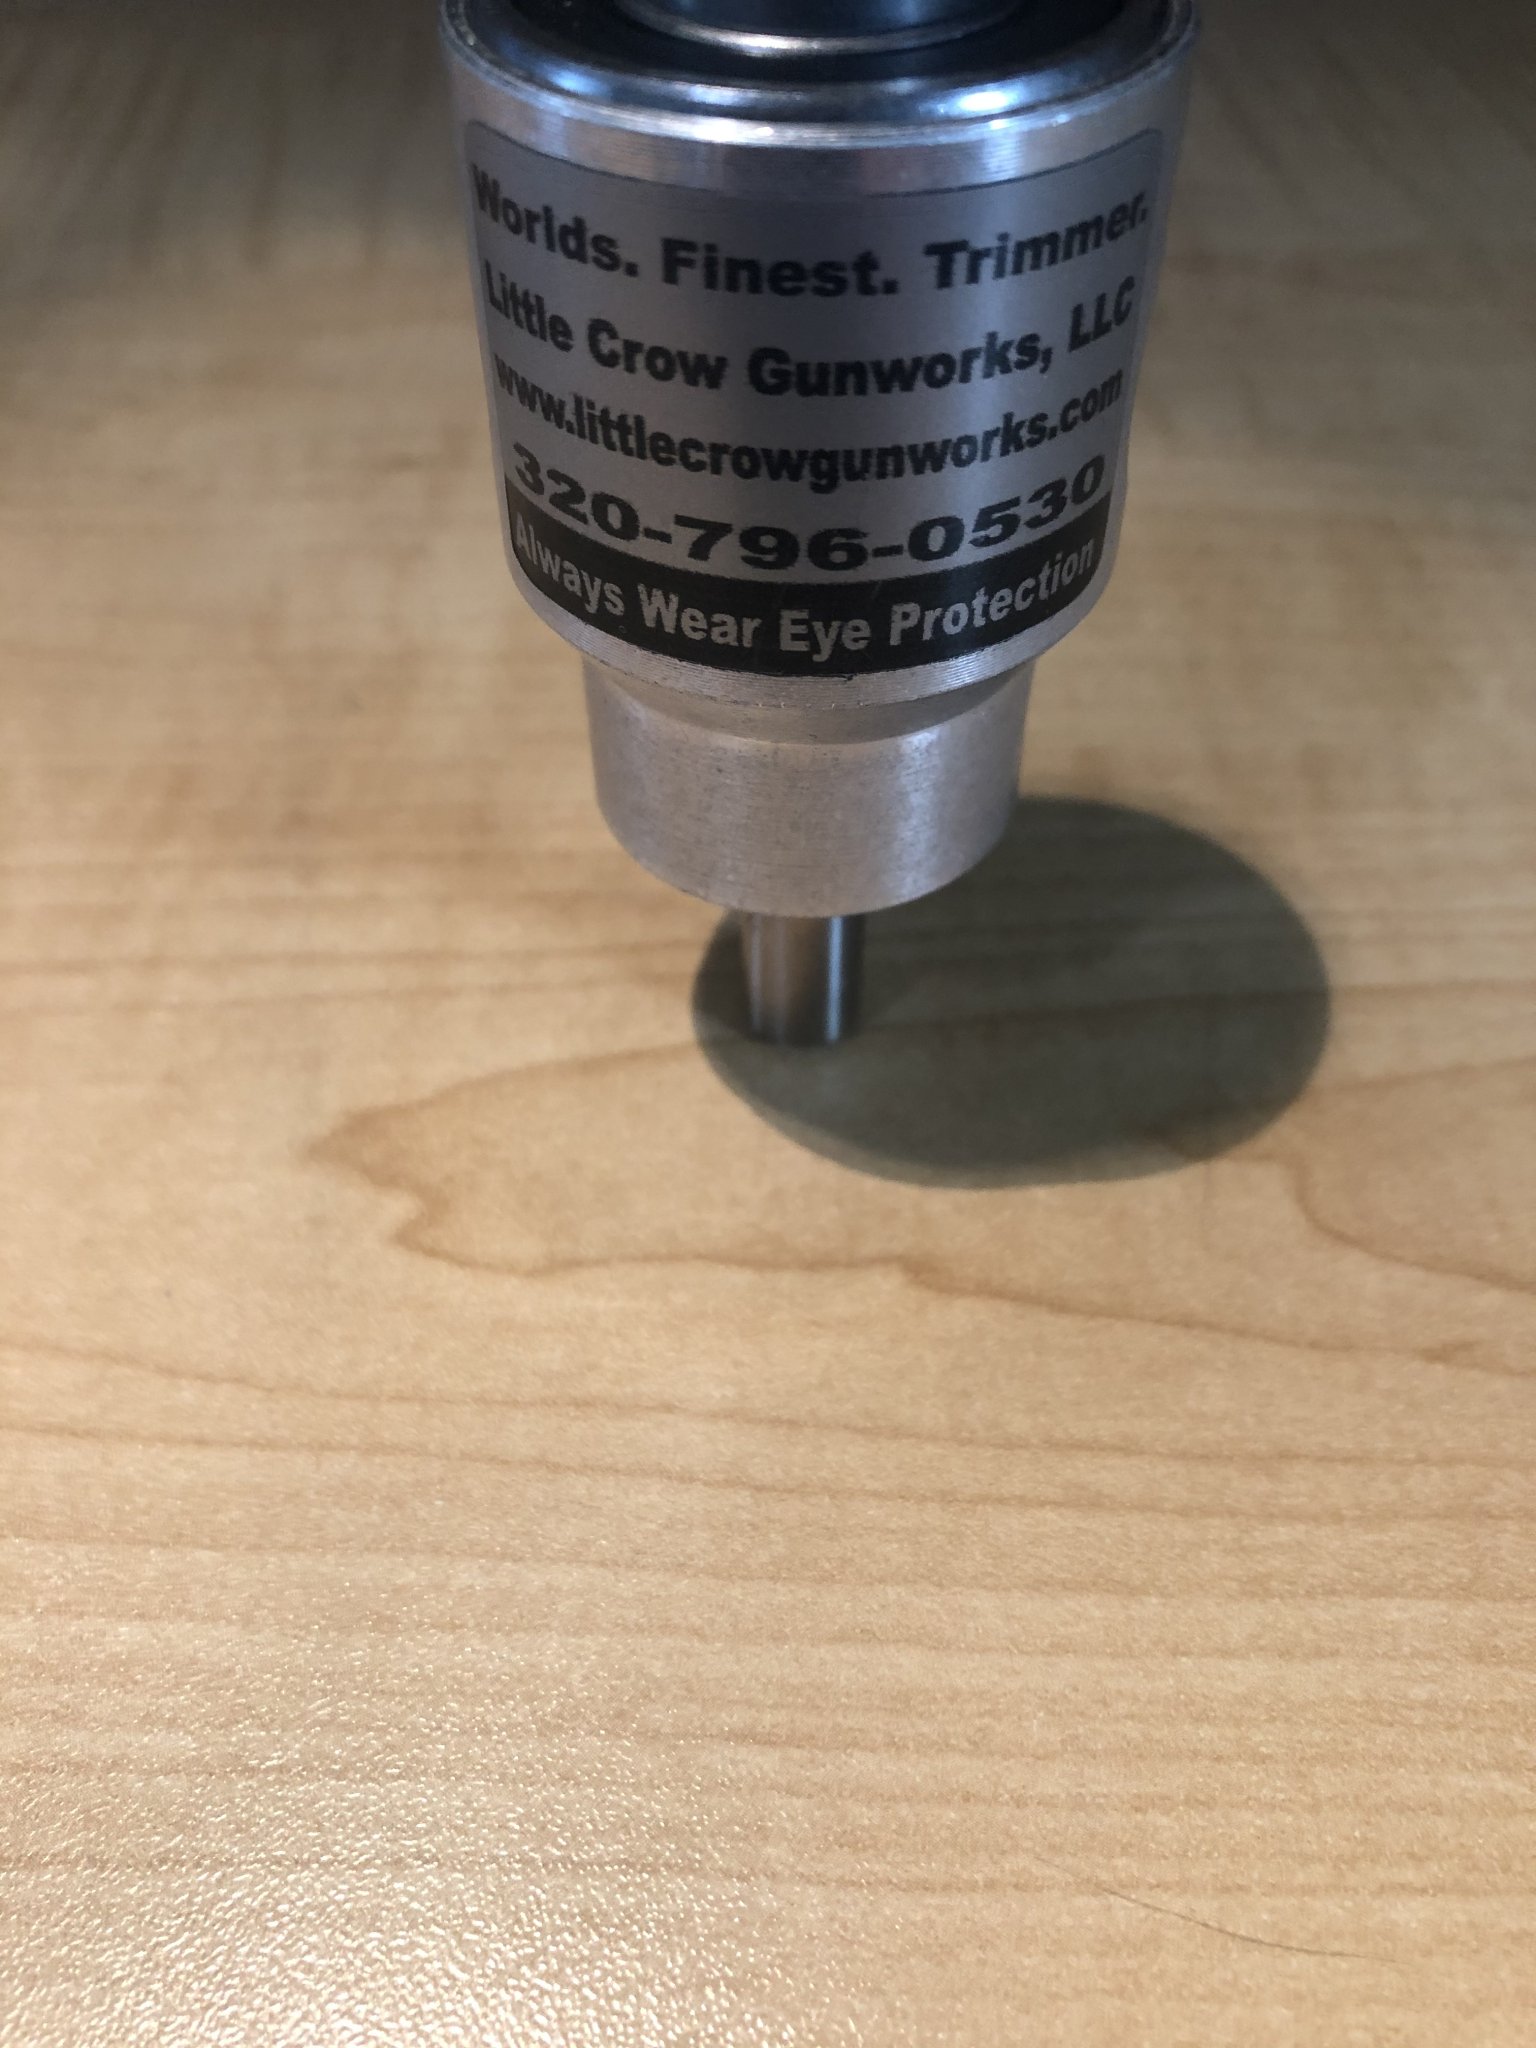 Worlds. Finest. Trimmer.
Little Crow Gunworks, LLC
www.littlecrowgunworks.com
320-796-0530
Always Wear Eye Protection